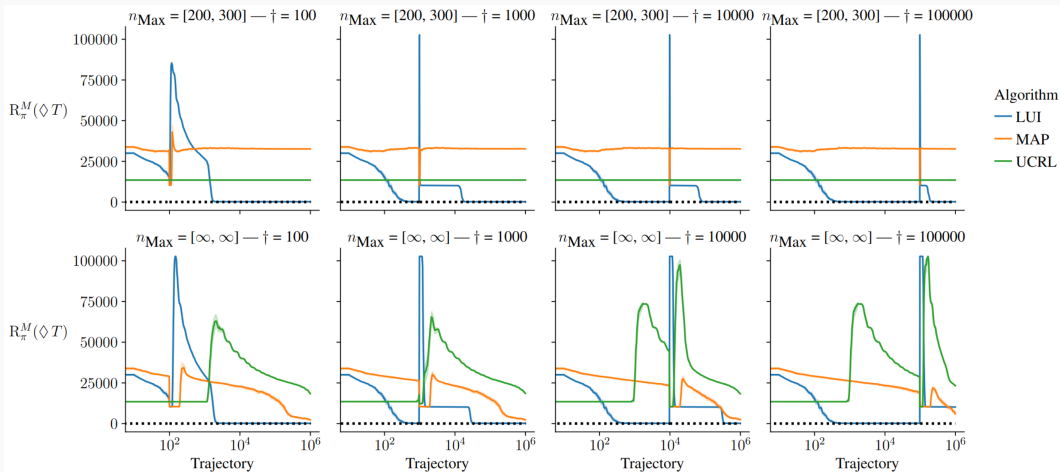 n_Max = [200, 300] — † = 100
n_Max = [200, 300] — † = 1000
n_Max = [200, 300] — † = 10000
n_Max = [200, 300] — † = 100000
R_π^M(◊T)
100000
75000
50000
25000
0
Algorithm
LUI
MAP
UCRL
n_Max = [∞, ∞] — † = 100
n_Max = [∞, ∞] — † = 1000
n_Max = [∞, ∞] — † = 10000
n_Max = [∞, ∞] — † = 100000
R_π^M(◊T)
100000
75000
50000
25000
0
10^2 10^4 10^6
10^2 10^4 10^6
10^2 10^4 10^6
10^2 10^4 10^6
Trajectory
Trajectory
Trajectory
Trajectory